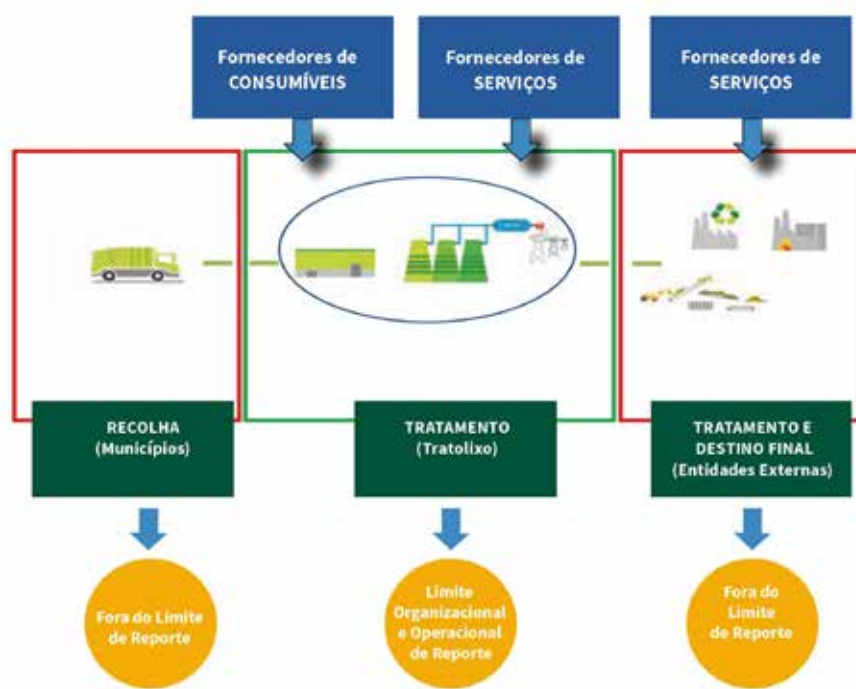 Fornecedores de
CONSUMÍVEIS
Fornecedores de
SERVIÇOS
Fornecedores de
SERVIÇOS
RECOLHA
(Municípios)
TRATAMENTO
(Tratolixo)
TRATAMENTO E
DESTINO FINAL
(Entidades Externas)
Fora do Limite
de Reporte
Limite
Organizacional
e Operacional
de Reporte
Fora do
Limite
de Reporte